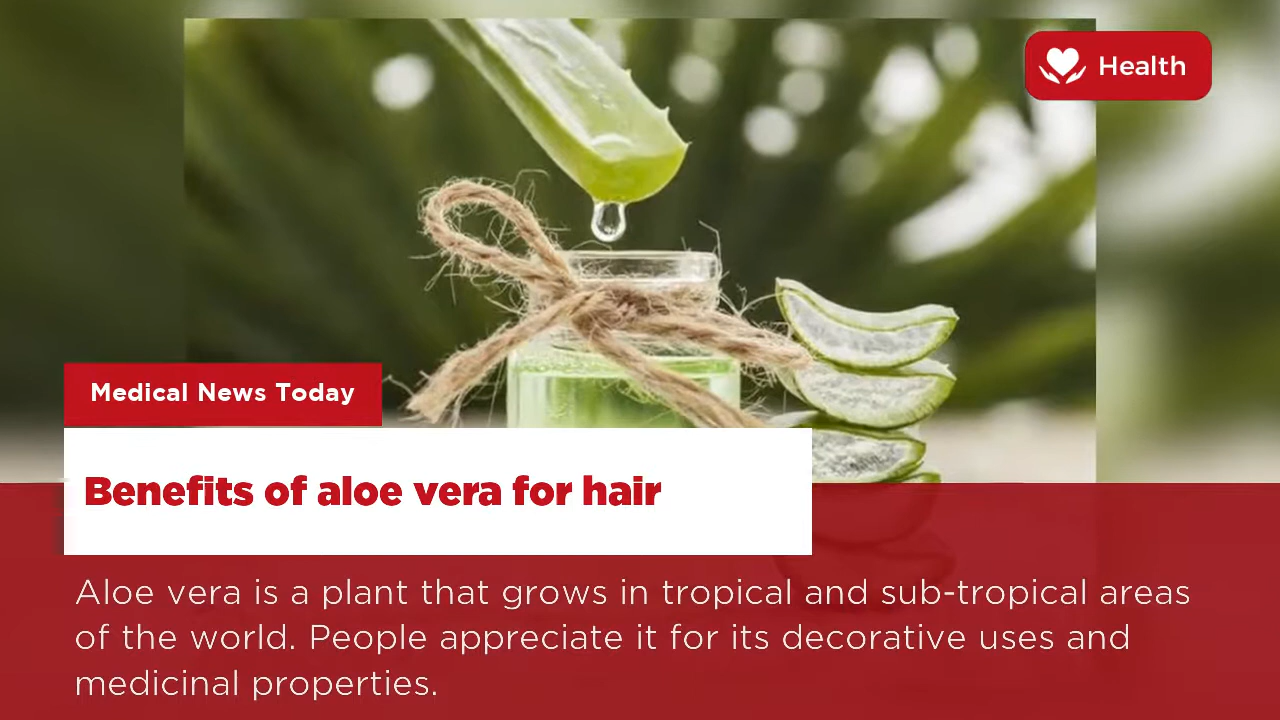 Health
Medical News Today
Benefits of aloe vera for hair
Aloe vera is a plant that grows in tropical and sub-tropical areas
of the world. People appreciate it for its decorative uses and
medicinal properties.